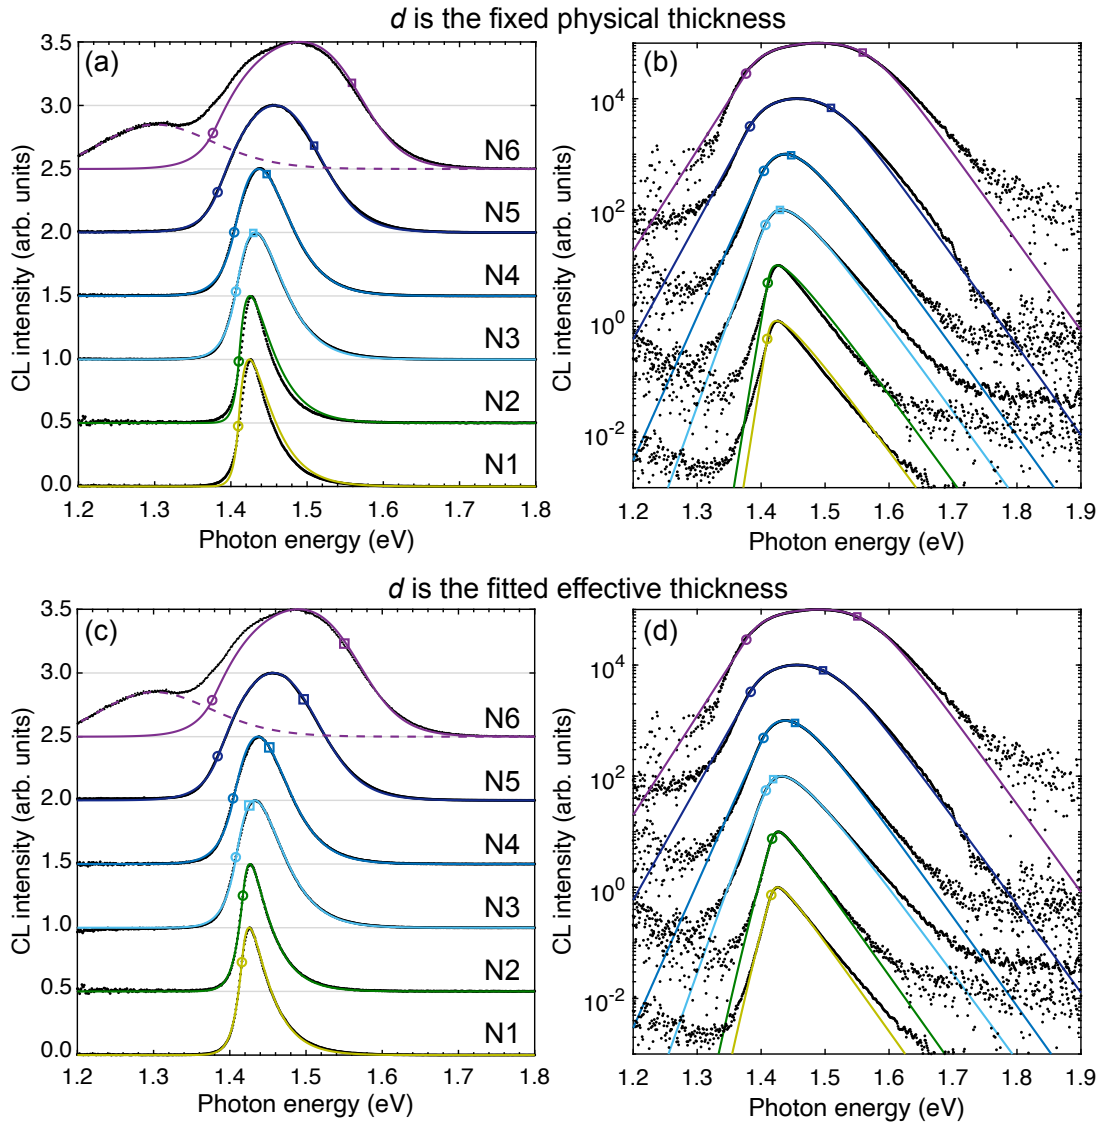 d is the fixed physical thickness
(a)
3.5
3.0
2.5
2.0
1.5
1.0
0.5
0.0
CL intensity (arb. units)
N6
N5
N4
N3
N2
N1
1.2 1.3 1.4 1.5 1.6 1.7 1.8
Photon energy (eV)
(b)
10^4
10^2
10^0
10^-2
CL intensity (arb. units)
1.2 1.3 1.4 1.5 1.6 1.7 1.8 1.9
Photon energy (eV)
d is the fitted effective thickness
(c)
3.5
3.0
2.5
2.0
1.5
1.0
0.5
0.0
CL intensity (arb. units)
N6
N5
N4
N3
N2
N1
1.2 1.3 1.4 1.5 1.6 1.7 1.8
Photon energy (eV)
(d)
10^4
10^2
10^0
10^-2
CL intensity (arb. units)
1.2 1.3 1.4 1.5 1.6 1.7 1.8 1.9
Photon energy (eV)